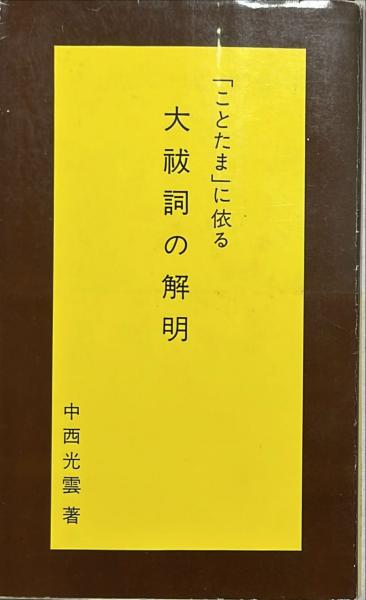 「ことたま」に依る
大祓詞の解明
中西光雲著